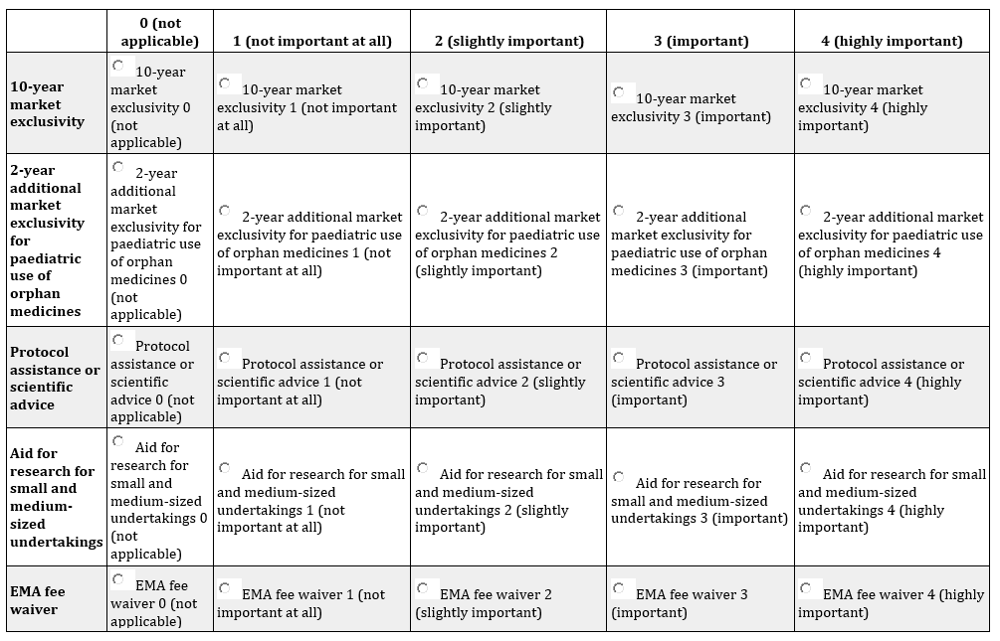 0 (not
applicable)
1 (not important at all)
2 (slightly important)
3 (important)
4 (highly important)
10-year
market
exclusivity
10-year
market
exclusivity 0
(not
applicable)
10-year market
exclusivity 1 (not important
at all)
10-year market
exclusivity 2 (slightly
important)
10-year market
exclusivity 3 (important)
10-year market
exclusivity 4 (highly
important)
2-year
additional
market
exclusivity
for
paediatric
use of
orphan
medicines
2-year
additional
market
exclusivity for
paediatric use
of orphan
medicines 0
(not
applicable)
2-year additional market
exclusivity for paediatric use
of orphan medicines 1 (not
important at all)
2-year additional market
exclusivity for paediatric use
of orphan medicines 2
(slightly important)
2-year additional
market exclusivity for
paediatric use of orphan
medicines 3 (important)
2-year additional market
exclusivity for paediatric use
of orphan medicines 4
(highly important)
Protocol
assistance or
scientific
advice
Protocol
assistance or
scientific
advice 0 (not
applicable)
Protocol assistance or
scientific advice 1 (not
important at all)
Protocol assistance or
scientific advice 2 (slightly
important)
Protocol assistance or
scientific advice 3
(important)
Protocol assistance or
scientific advice 4 (highly
important)
Aid for
research for
small and
medium-
sized
undertakings
Aid for
research for
small and
medium-sized
undertakings 0
(not
applicable)
Aid for research for small
and medium-sized
undertakings 1 (not
important at all)
Aid for research for small
and medium-sized
undertakings 2 (slightly
important)
Aid for research for
small and medium-sized
undertakings 3 (important)
Aid for research for small
and medium-sized
undertakings 4 (highly
important)
EMA fee
waiver
EMA fee
waiver 0 (not
applicable)
EMA fee waiver 1 (not
important at all)
EMA fee waiver 2
(slightly important)
EMA fee waiver 3
(important)
EMA fee waiver 4 (highly
important)